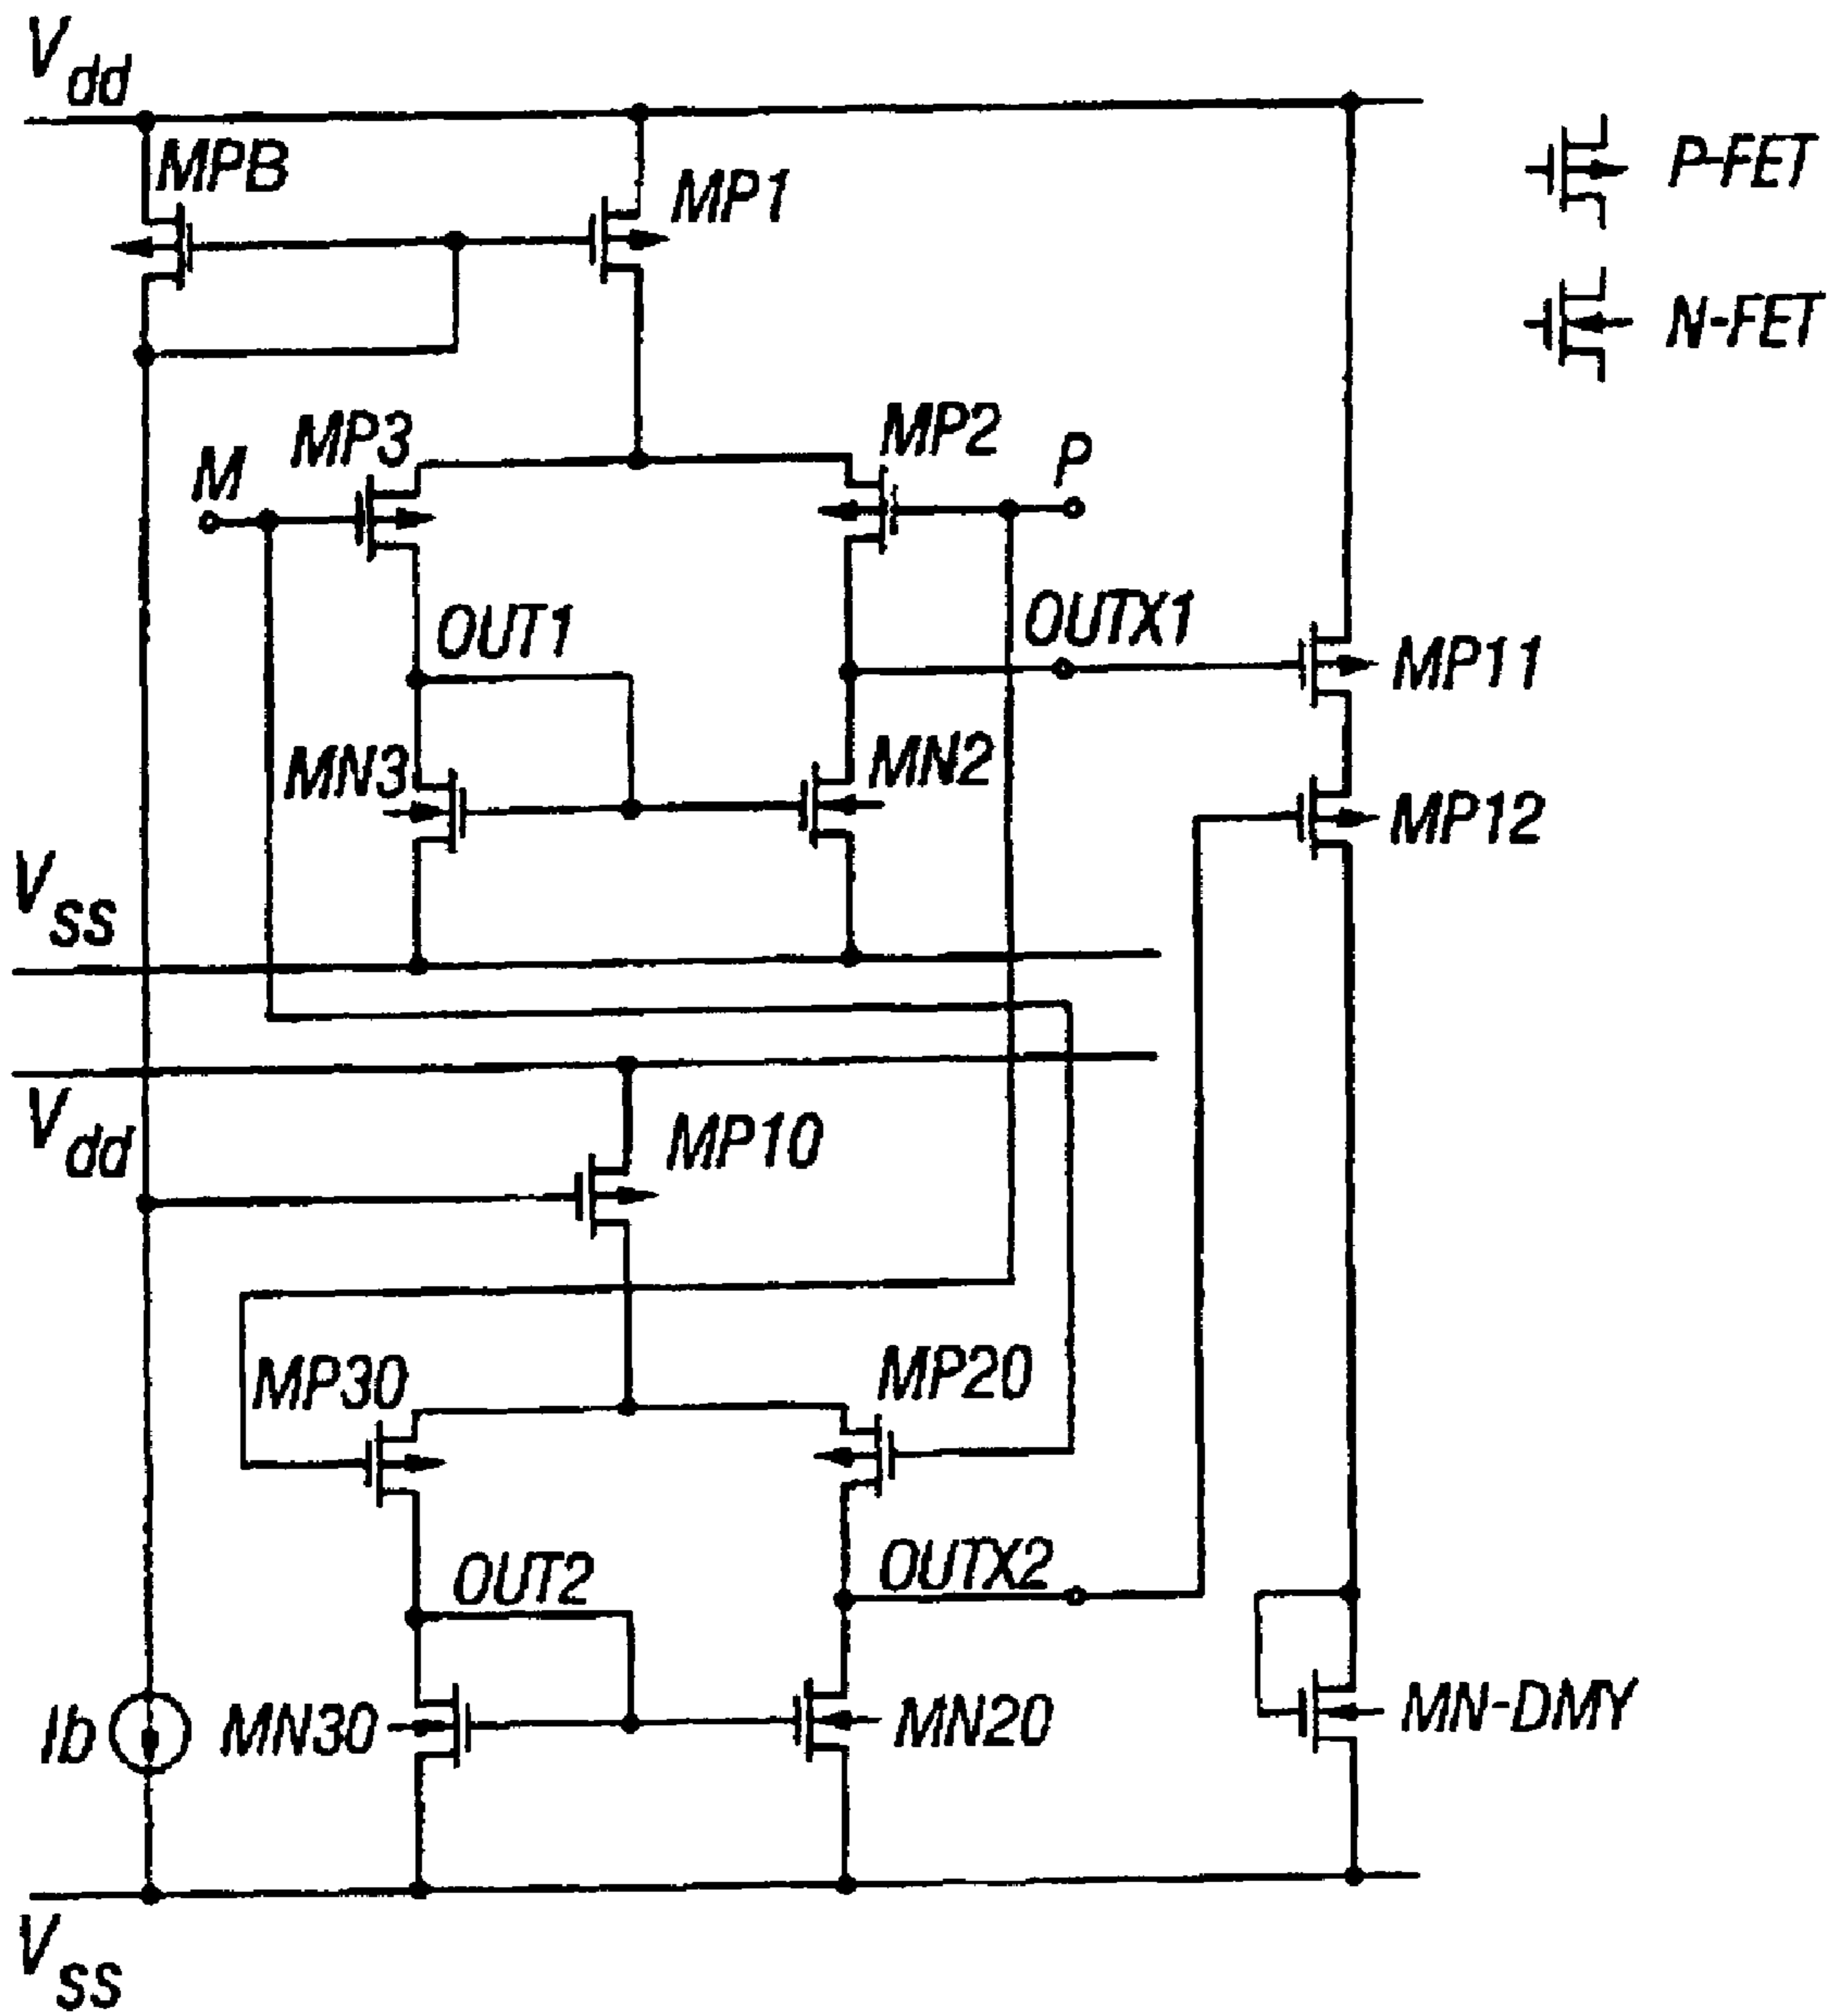 Vdd
MPB
MP1
P-FET
N-FET
MP3
MP2
M
P
OUT1
OUTX1
MP11
MN3
MN2
MP12
Vss
Vdd
MP10
MP30
MP20
OUT2
OUTX2
Ib
MN30
MN20
MN-DMY
Vss